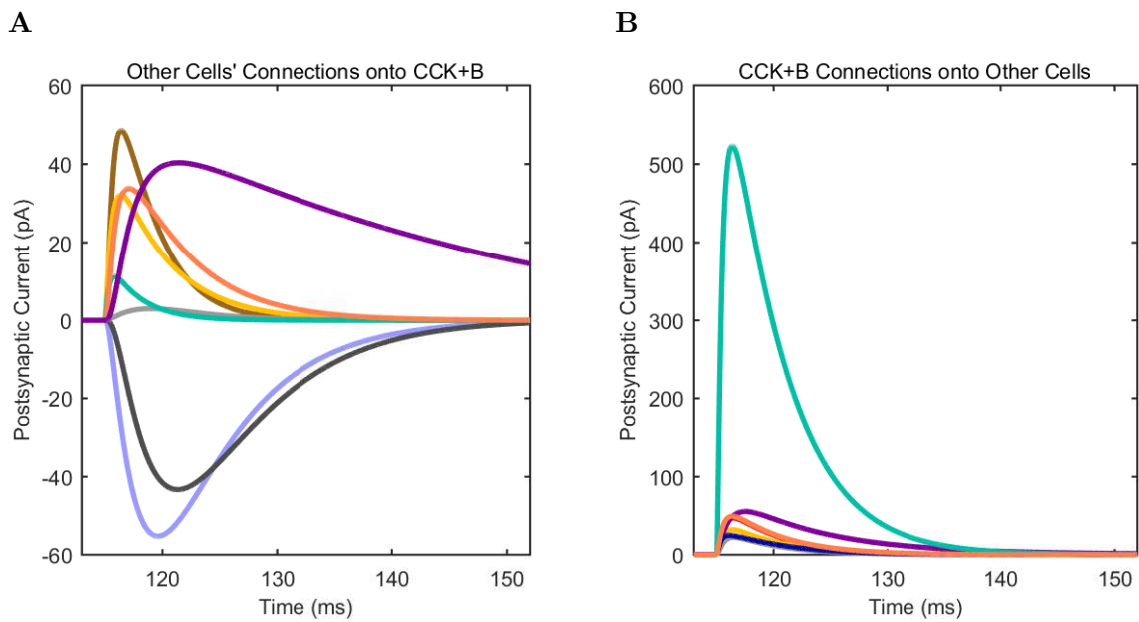 A
B
Other Cells' Connections onto CCK+B
CCK+B Connections onto Other Cells
60
40
20
0
-20
-40
-60
Postsynaptic Current (pA)
120
130
140
150
Time (ms)
600
500
400
300
200
100
0
Postsynaptic Current (pA)
120
130
140
150
Time (ms)